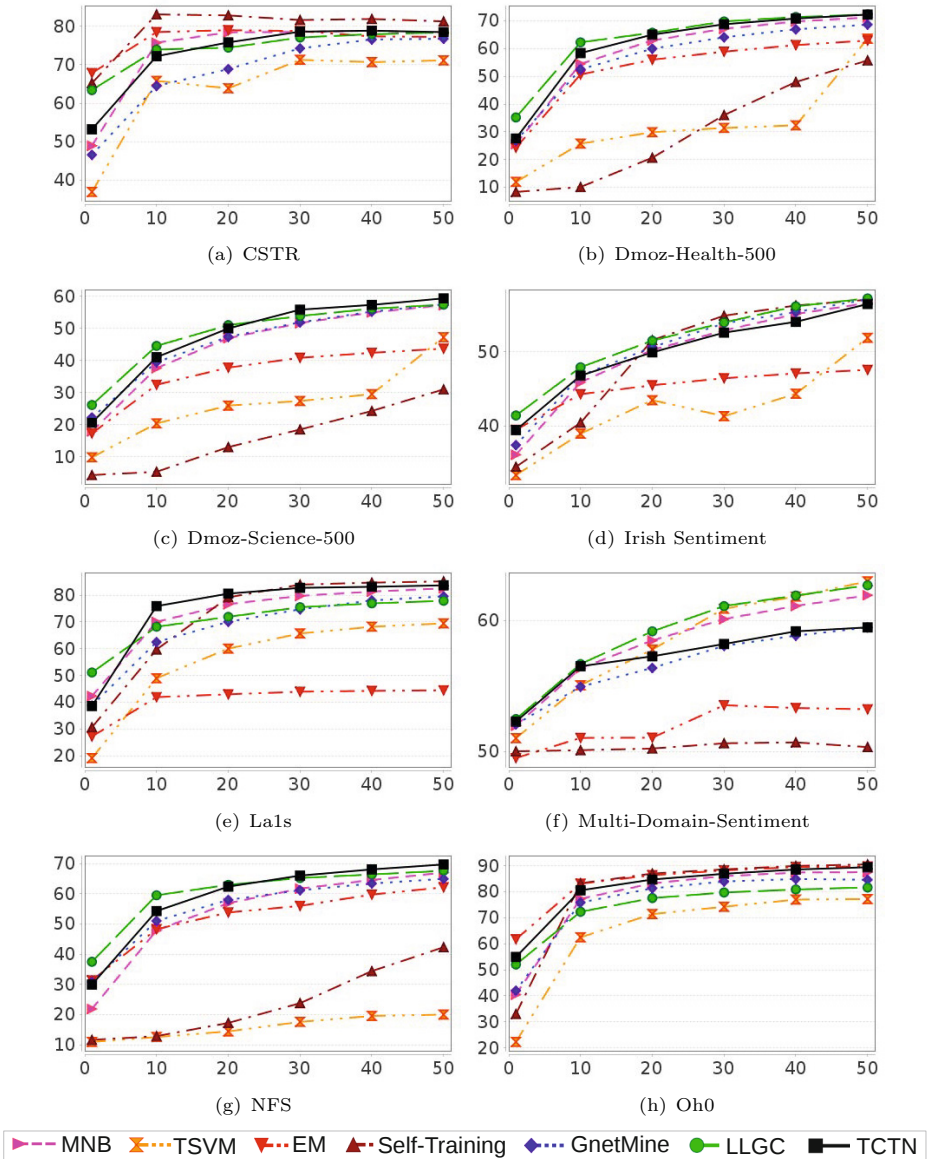 80
70
60
50
40
0 10 20 30 40 50
(a) CSTR
70
60
50
40
30
20
10
0 10 20 30 40 50
(b) Dmoz-Health-500
60
50
40
30
20
10
0 10 20 30 40 50
(c) Dmoz-Science-500
50
40
0 10 20 30 40 50
(d) Irish Sentiment
80
70
60
50
40
30
20
0 10 20 30 40 50
(e) La1s
60
50
0 10 20 30 40 50
(f) Multi-Domain-Sentiment
70
60
50
40
30
20
10
0 10 20 30 40 50
(g) NFS
90
80
70
60
50
40
30
20
0 10 20 30 40 50
(h) Oh0
MNB TSVM EM Self-Training GnetMine LLGC TCTN